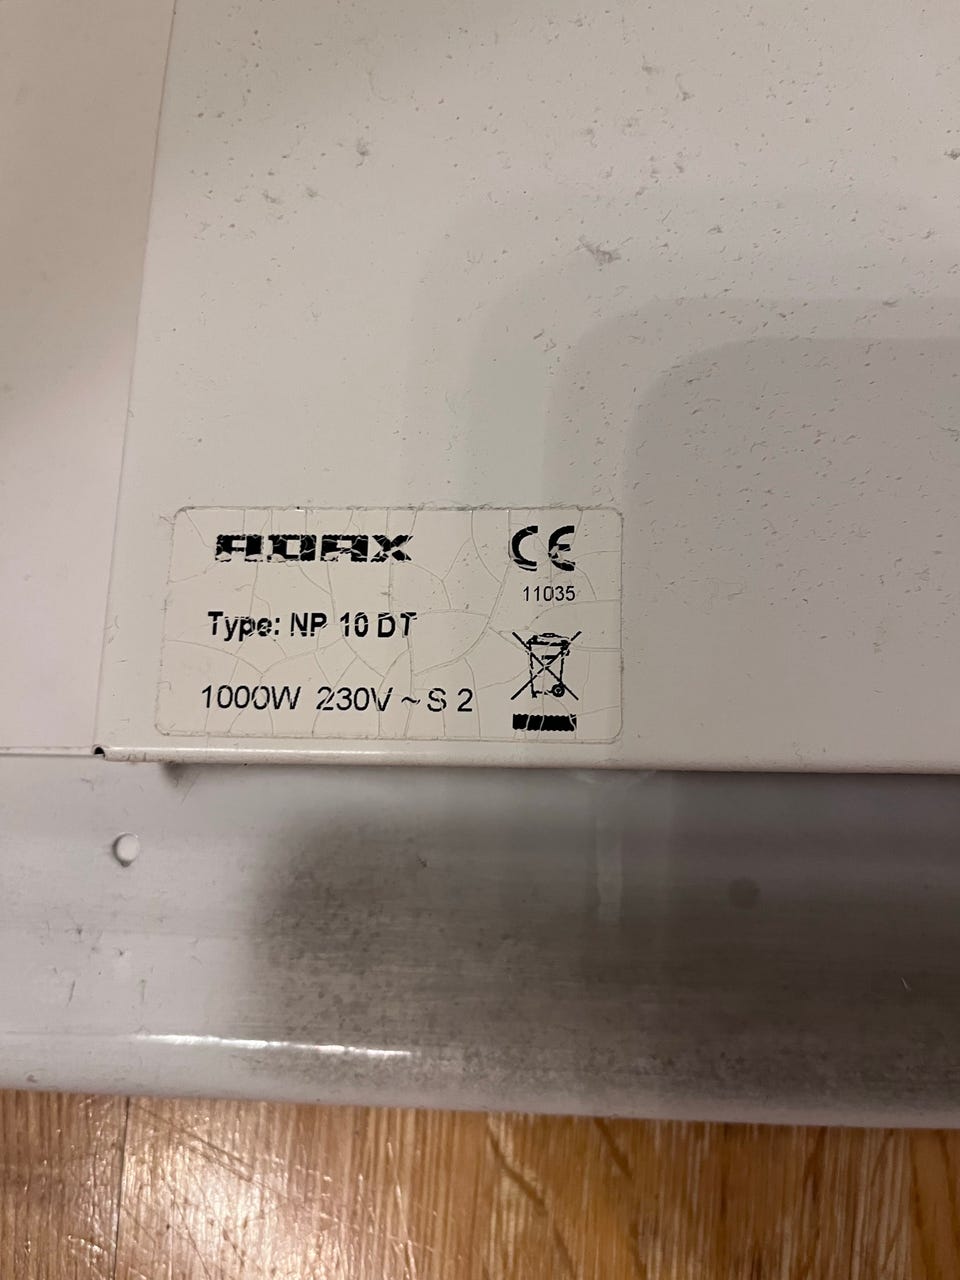 ADAX CE
11035
Type: NP 10 DT
1000W 230V ~ S 2